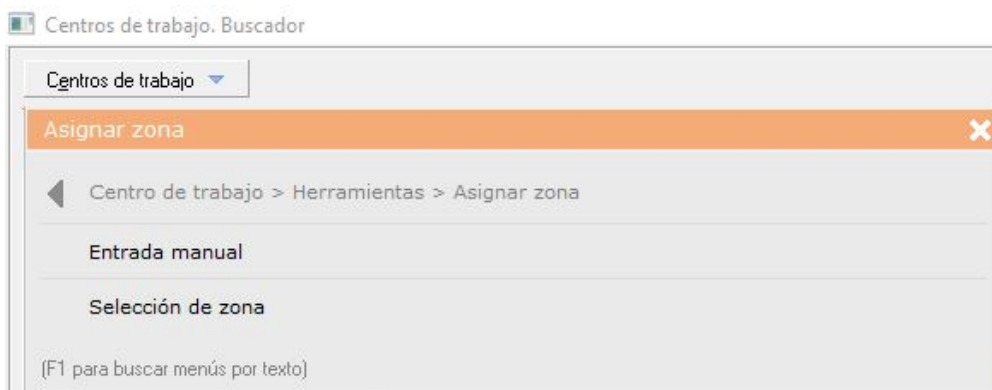 Centros de trabajo. Buscador
Centros de trabajo
Asignar zona
Centro de trabajo > Herramientas > Asignar zona
Entrada manual
Selección de zona
(F1 para buscar menús por texto)